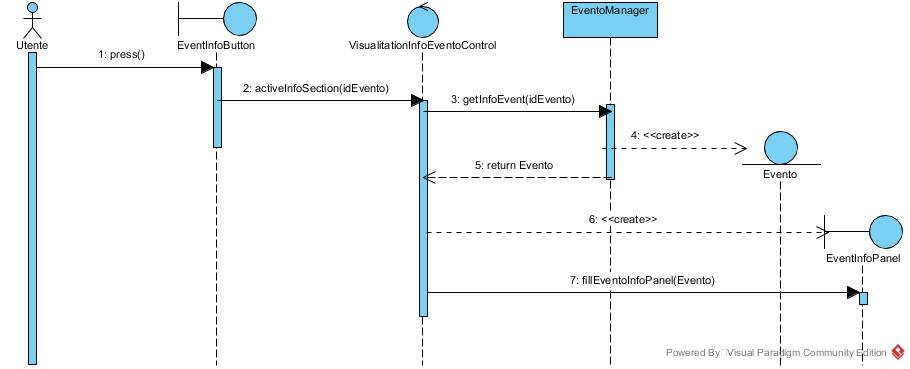 EventoManager
Utente
EventInfoButton
VisualitationInfoEventoControl
1: press()
2: activeInfoSection(idEvento)
3: getInfoEvent(idEvento)
4: <<create>>
5: return Evento
Evento
6: <<create>>
EventInfoPanel
7: fillEventoInfoPanel(Evento)
Powered By Visual Paradigm Community Edition